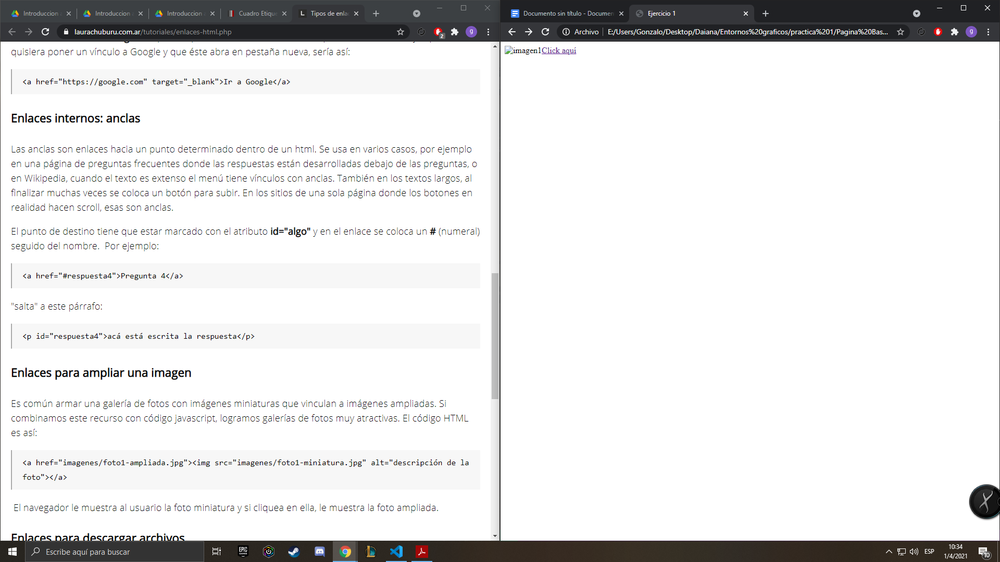 Introduccion
Introduccion
Introduccion
Cuadro Etique
Tipos de enla
laurachuburu.com.ar/tutoriales/enlaces-html.php
2
g
quisiera poner un vínculo a Google y que éste abra en pestaña nueva, sería así:
<a href="https://google.com" target="_blank">Ir a Google</a>
Enlaces internos: anclas
Las anclas son enlaces hacia un punto determinado dentro de un html. Se usa en varios casos, por ejemplo
en una página de preguntas frecuentes donde las respuestas están desarrolladas debajo de las preguntas, o
en Wikipedia, cuando el texto es extenso el menú tiene vínculos con anclas. También en los textos largos, al
finalizar muchas veces se coloca un botón para subir. En los sitios de una sola página donde los botones en
realidad hacen scroll, esas son anclas.
El punto de destino tiene que estar marcado con el atributo id="algo" y en el enlace se coloca un # (numeral)
seguido del nombre.  Por ejemplo:
<a href="#respuesta4">Pregunta 4</a>
"salta" a este párrafo:
<p id="respuesta4">acá está escrita la respuesta</p>
Enlaces para ampliar una imagen
Es común armar una galería de fotos con imágenes miniaturas que vinculan a imágenes ampliadas. Si
combinamos este recurso con código javascript, logramos galerías de fotos muy atractivas. El código HTML
es así:
<a href="imagenes/foto1-ampliada.jpg"><img src="imagenes/foto1-miniatura.jpg" alt="descripción de la
foto"></a>
El navegador le muestra al usuario la foto miniatura y si cliquea en ella, le muestra la foto ampliada.
Enlaces para descargar archivos
Documento sin título - Documen
Ejercicio 1
Archivo
E:/Users/Gonzalo/Desktop/Daiana/Entornos%20graficos/practica%201/Pagina%20Bas...
g
imagen1Click aquí
Escribe aquí para buscar
EPIC
GAMES
L
ESP
10:34
1/4/2021
10